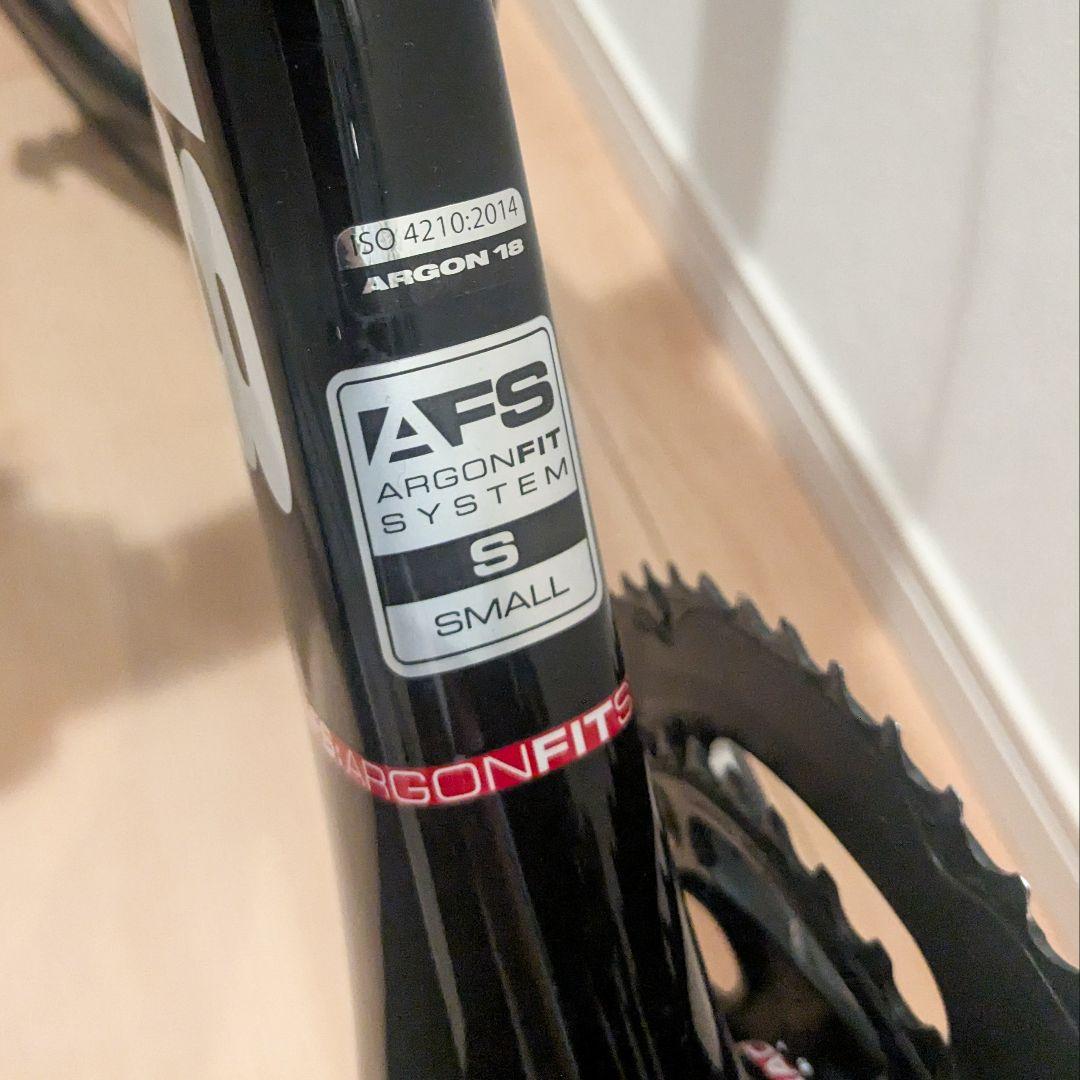 ISO 4210:2014
ARGON 18
AFS
ARGONFIT
SYSTEM
S
SMALL
ARGONFITS